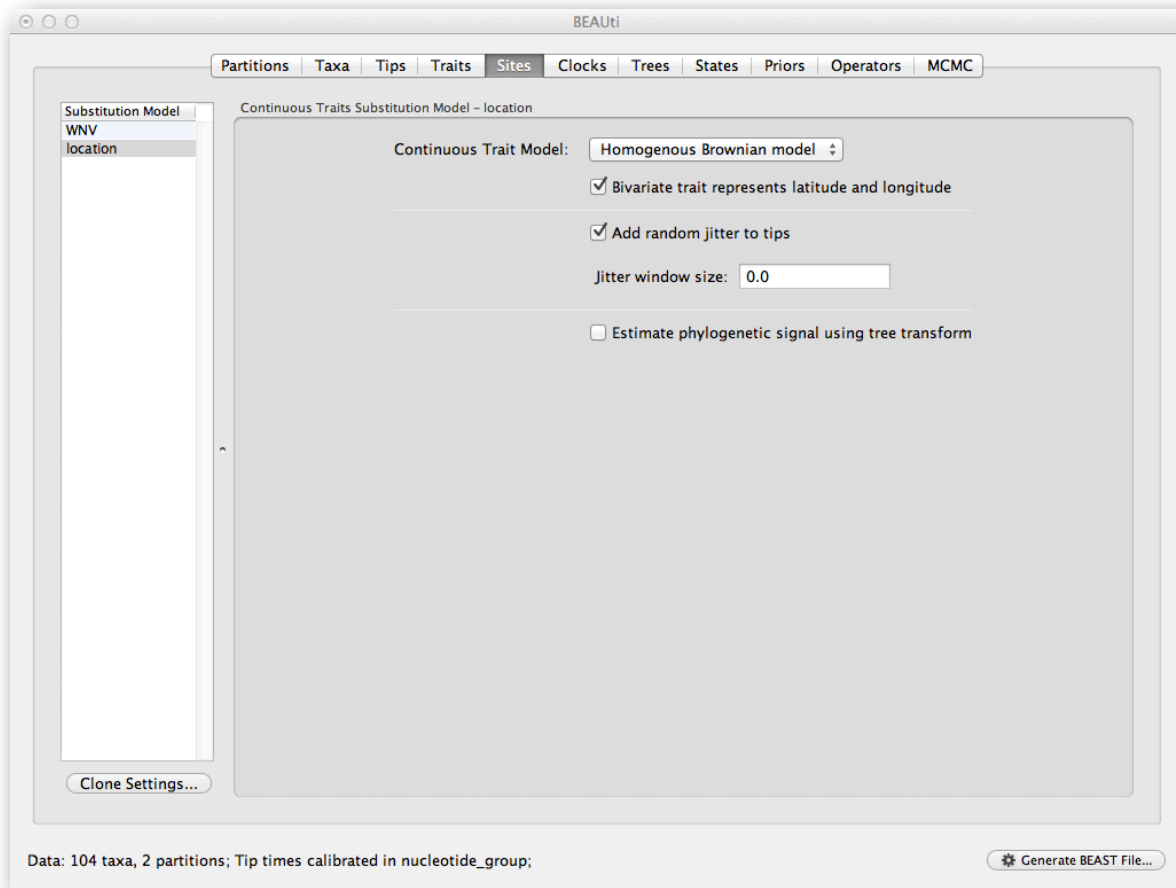 BEAUti
Partitions Taxa Tips Traits Sites Clocks Trees States Priors Operators MCMC
Substitution Model
WNV
location
Continuous Traits Substitution Model – location
Continuous Trait Model: Homogenous Brownian model
Bivariate trait represents latitude and longitude
Add random jitter to tips
Jitter window size: 0.0
Estimate phylogenetic signal using tree transform
Clone Settings...
Data: 104 taxa, 2 partitions; Tip times calibrated in nucleotide_group;
Generate BEAST File...